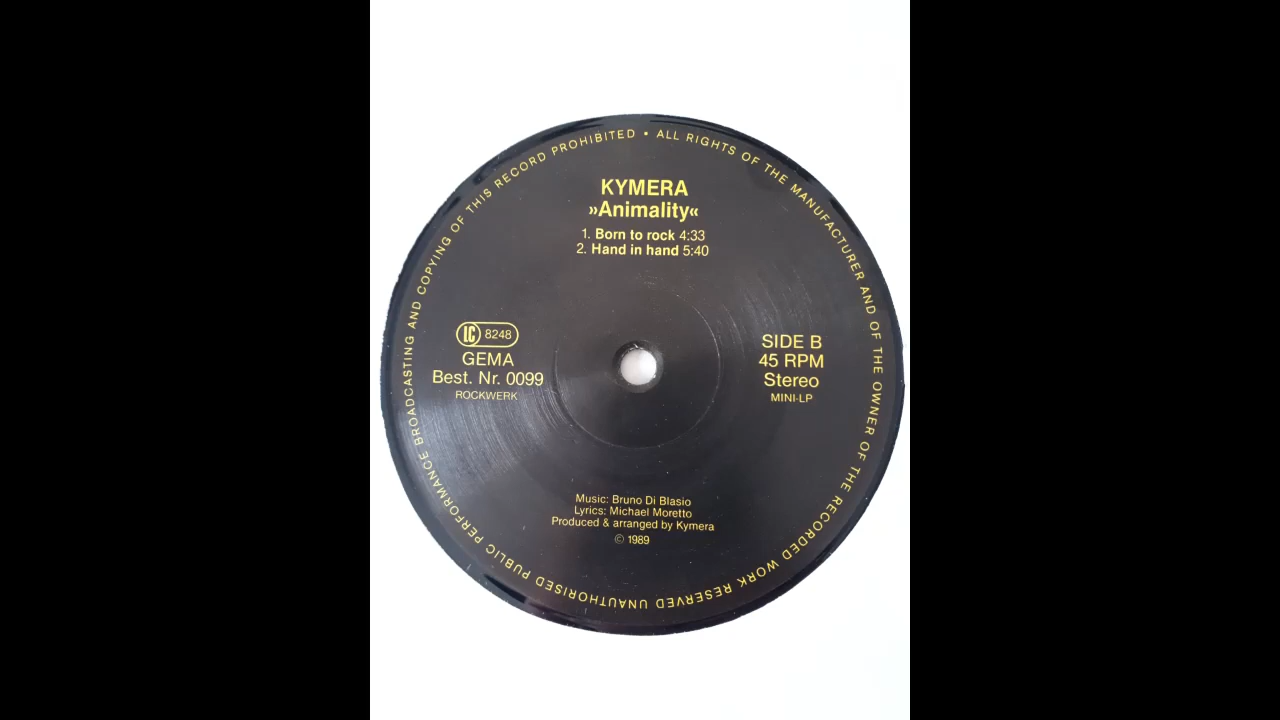 ALL RIGHTS OF THE MANUFACTURER AND OF THE OWNER OF THE RECORDED WORK RESERVED UNAUTHORISED PUBLIC PERFORMANCE BROADCASTING AND COPYING OF THIS RECORD PROHIBITED •
KYMERA
»Animality«
1. Born to rock 4:33
2. Hand in hand 5:40
LC 8248
GEMA
Best. Nr. 0099
ROCKWERK
SIDE B
45 RPM
Stereo
MINI-LP
Music: Bruno Di Blasio
Lyrics: Michael Moretto
Produced & arranged by Kymera
© 1989